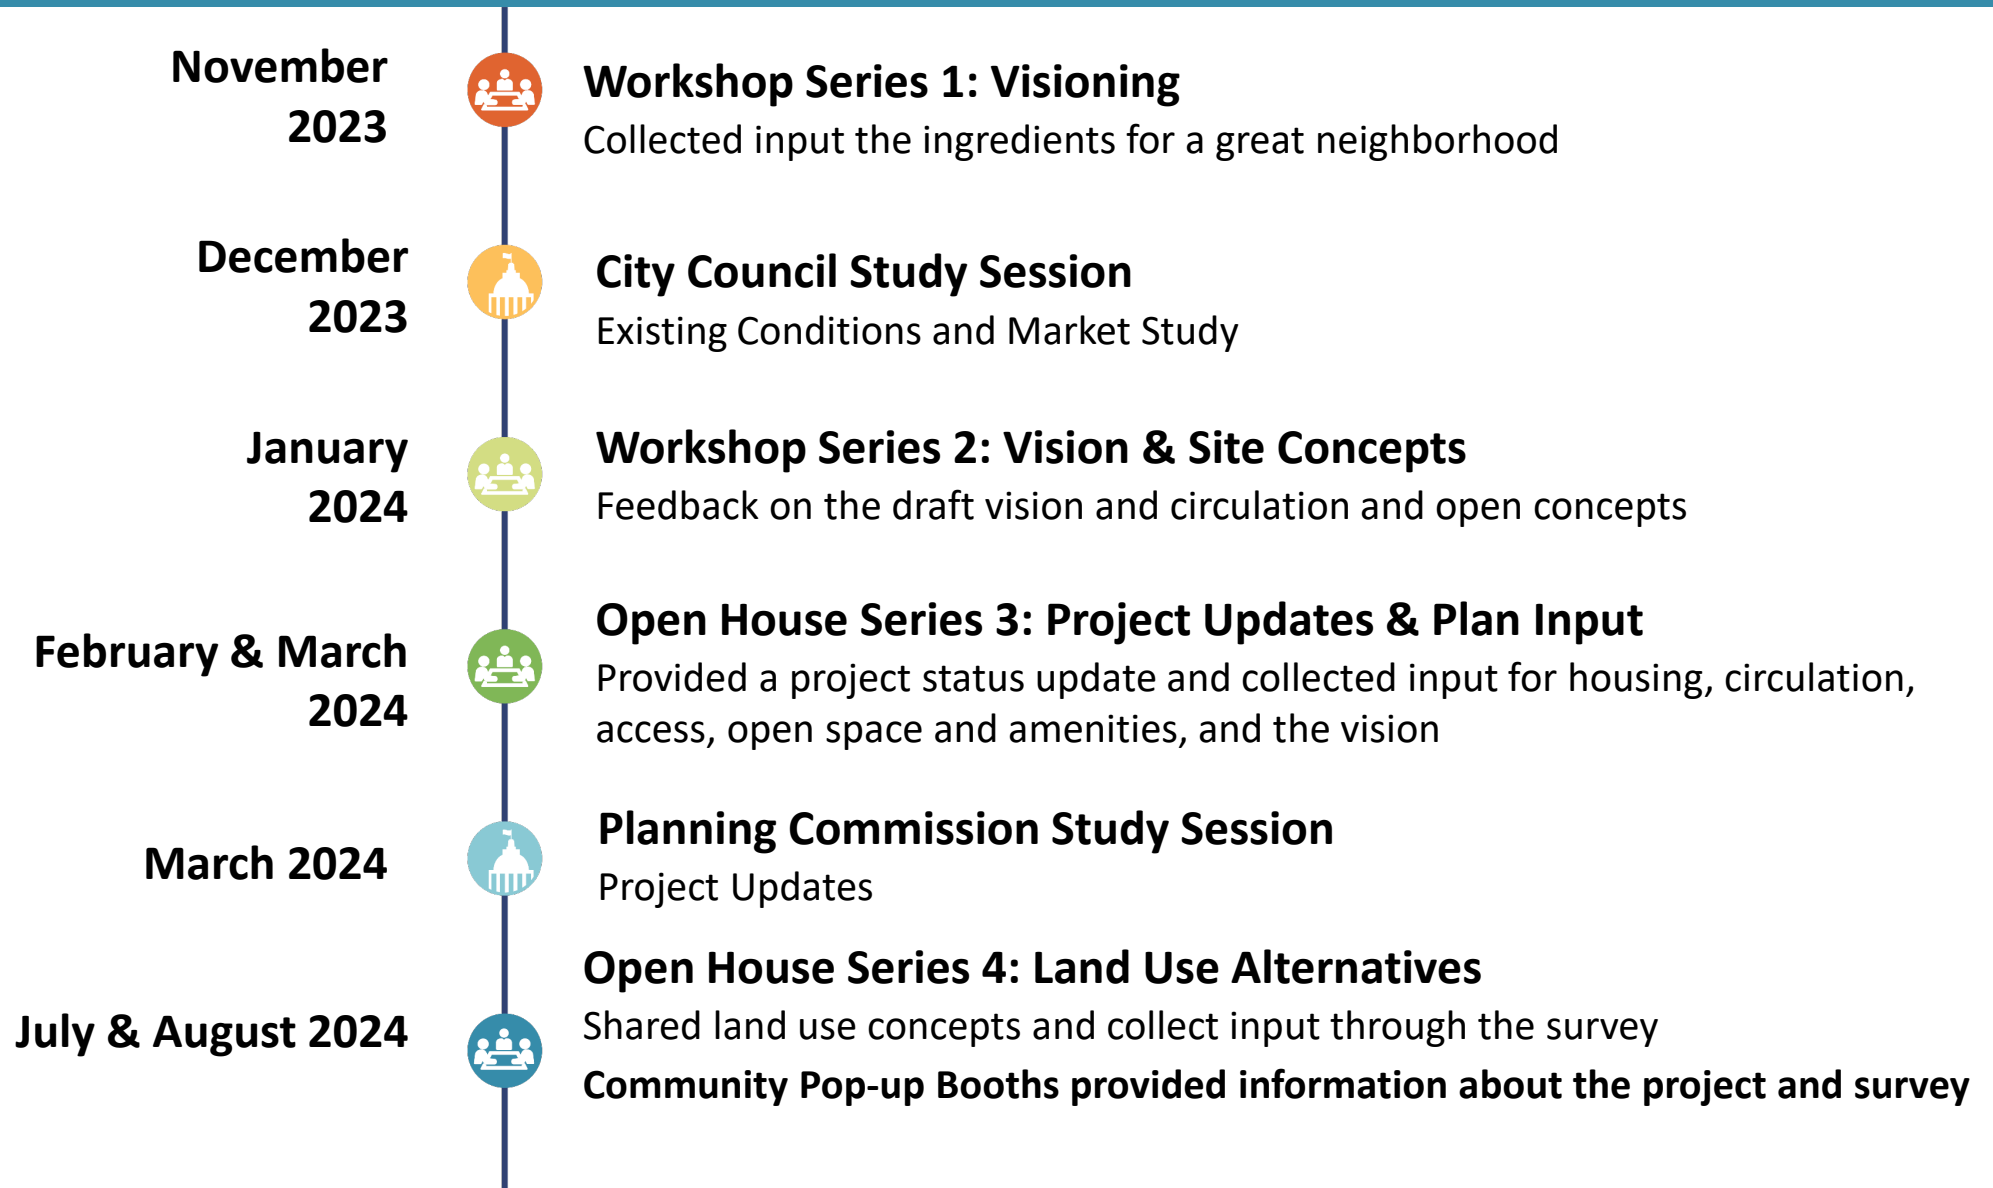 November
2023
Workshop Series 1: Visioning
Collected input the ingredients for a great neighborhood
December
2023
City Council Study Session
Existing Conditions and Market Study
January
2024
Workshop Series 2: Vision & Site Concepts
Feedback on the draft vision and circulation and open concepts
February & March
2024
Open House Series 3: Project Updates & Plan Input
Provided a project status update and collected input for housing, circulation,
access, open space and amenities, and the vision
March 2024
Planning Commission Study Session
Project Updates
July & August 2024
Open House Series 4: Land Use Alternatives
Shared land use concepts and collect input through the survey
Community Pop-up Booths provided information about the project and survey